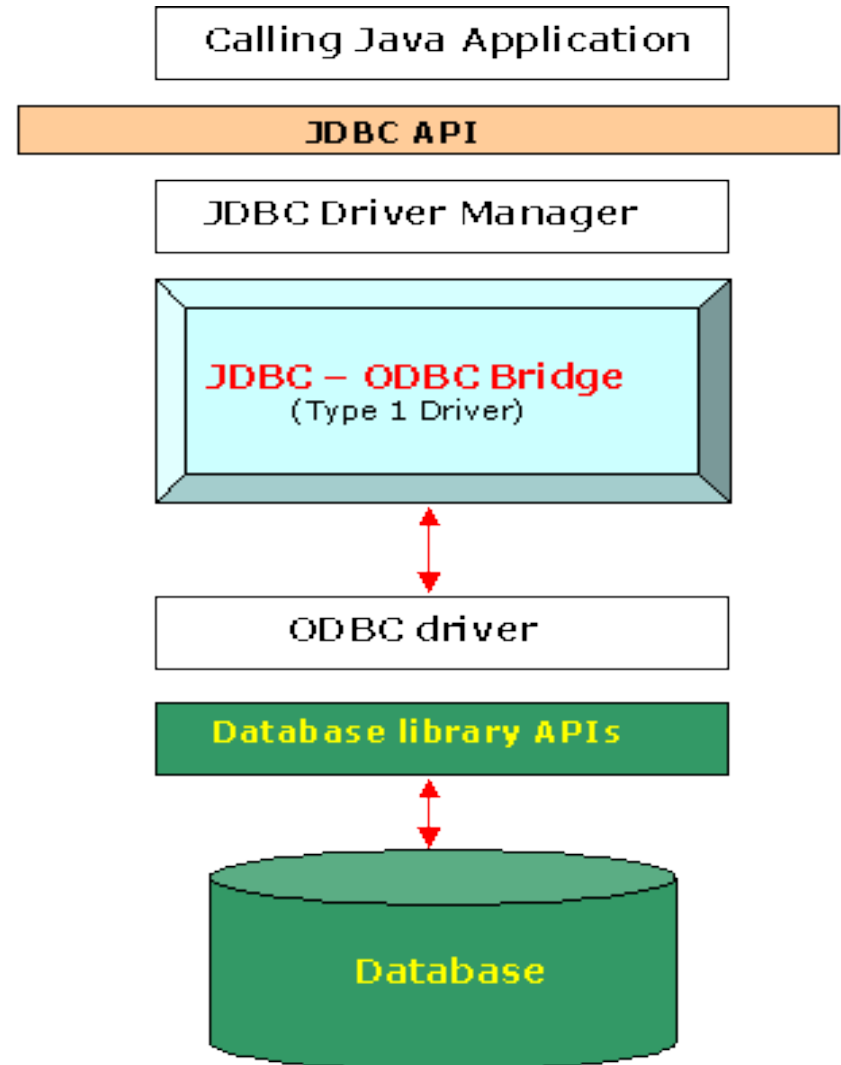 Calling Java Application
JDBC API
JDBC Driver Manager
JDBC – ODBC Bridge
(Type 1 Driver)
ODBC driver
Database library APIs
Database